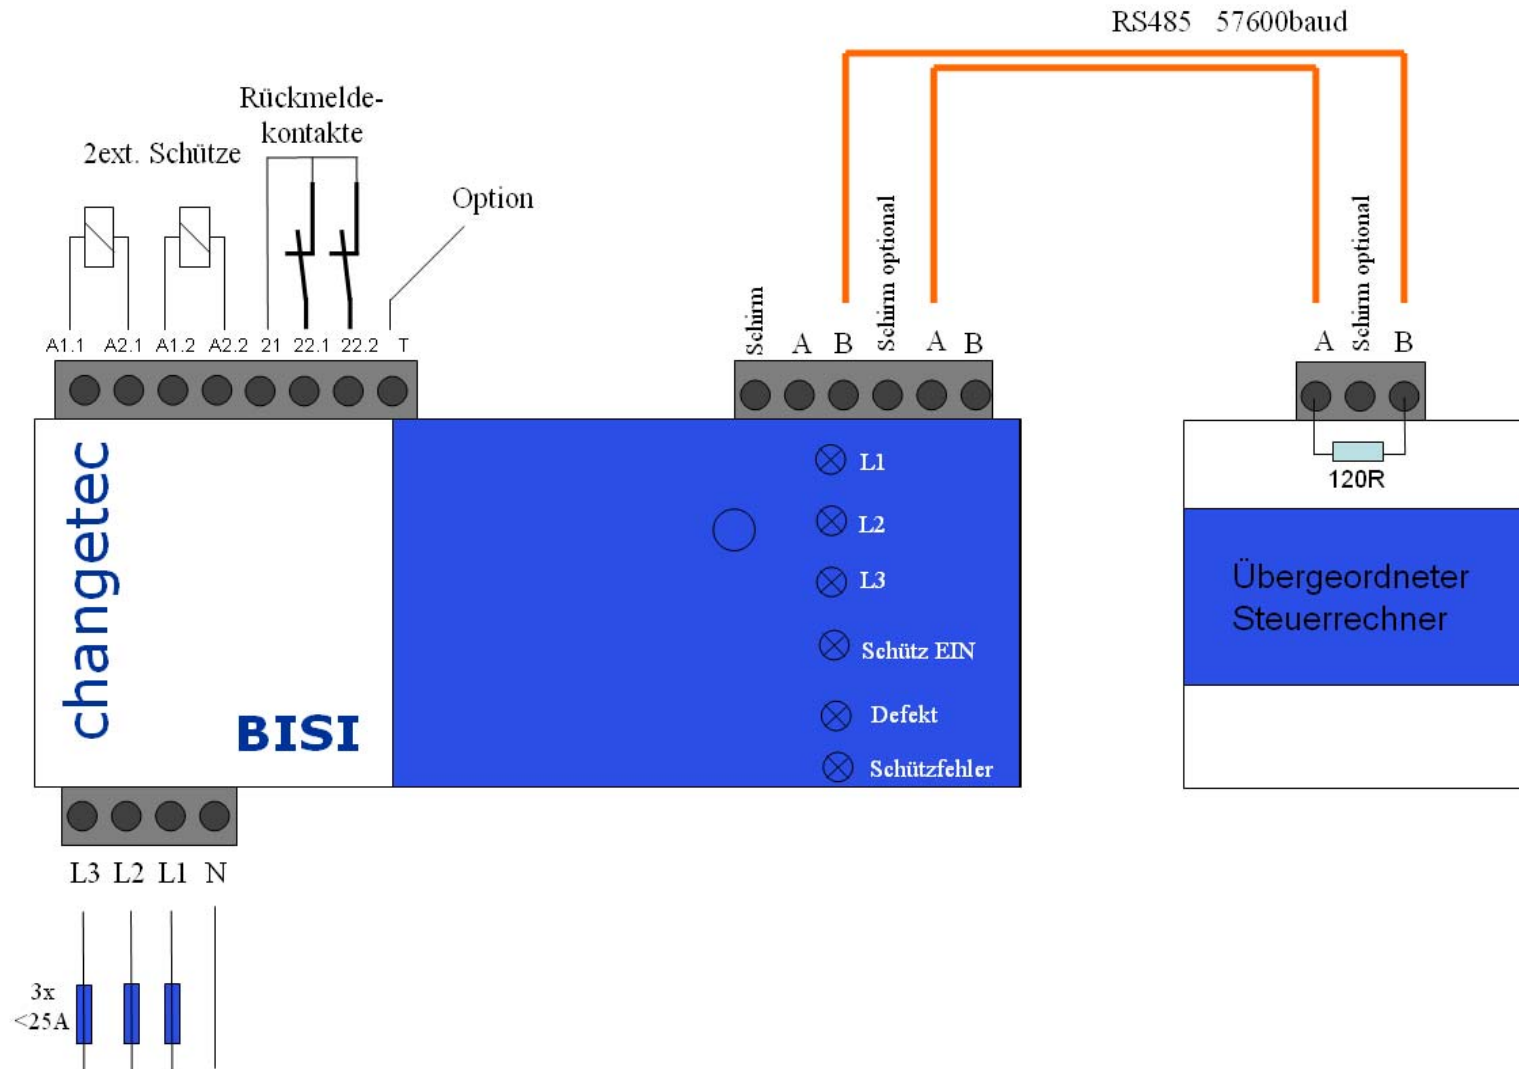 RS485 57600baud
Rückmelde-
kontakte
2ext. Schütze
Option
A1.1 A2.1 A1.2 A2.2 21 22.1 22.2 T
Schirm A B Schirm optional A B
A Schirm optional B
changetec
BISI
L1
L2
L3
Schütz EIN
Defekt
Schützfehler
120R
Übergeordneter
Steuerrechner
L3 L2 L1 N
3x
<25A